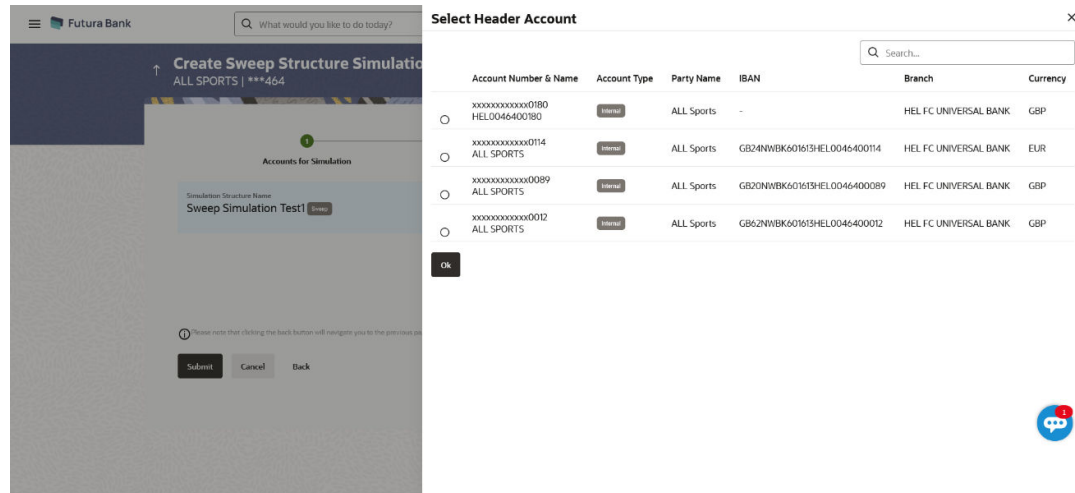 Futura Bank
What would you like to do today?
Create Sweep Structure Simulatio
ALL SPORTS | ***464
1
Accounts for Simulation
Simulation Structure Name
Sweep Simulation Test1 Sweep
Please note that clicking the back button will navigate you to the previous pa
Submit Cancel Back
Select Header Account
Search...
Account Number & Name Account Type Party Name IBAN Branch Currency
xxxxxxxxxxxx0180
HEL0046400180 Internal ALL Sports - HEL FC UNIVERSAL BANK GBP
xxxxxxxxxxxx0114
ALL SPORTS Internal ALL Sports GB24NWBK601613HEL0046400114 HEL FC UNIVERSAL BANK EUR
xxxxxxxxxxxx0089
ALL SPORTS Internal ALL Sports GB20NWBK601613HEL0046400089 HEL FC UNIVERSAL BANK GBP
xxxxxxxxxxxx0012
ALL SPORTS Internal ALL Sports GB62NWBK601613HEL0046400012 HEL FC UNIVERSAL BANK GBP
Ok
1